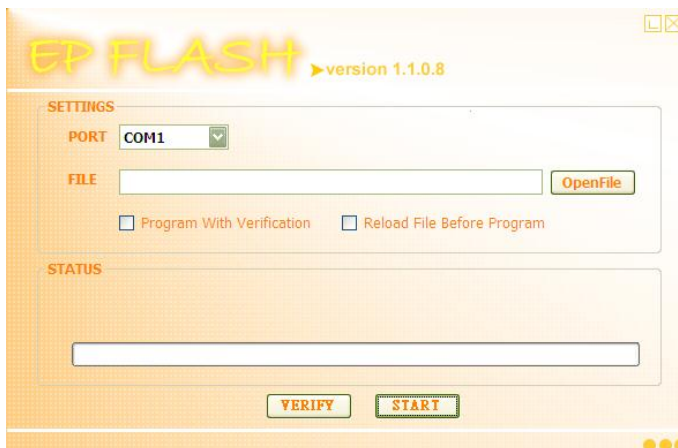 EP FLASH
version 1.1.0.8
SETTINGS
PORT COM1
FILE OpenFile
Program With Verification Reload File Before Program
STATUS
VERIFY START